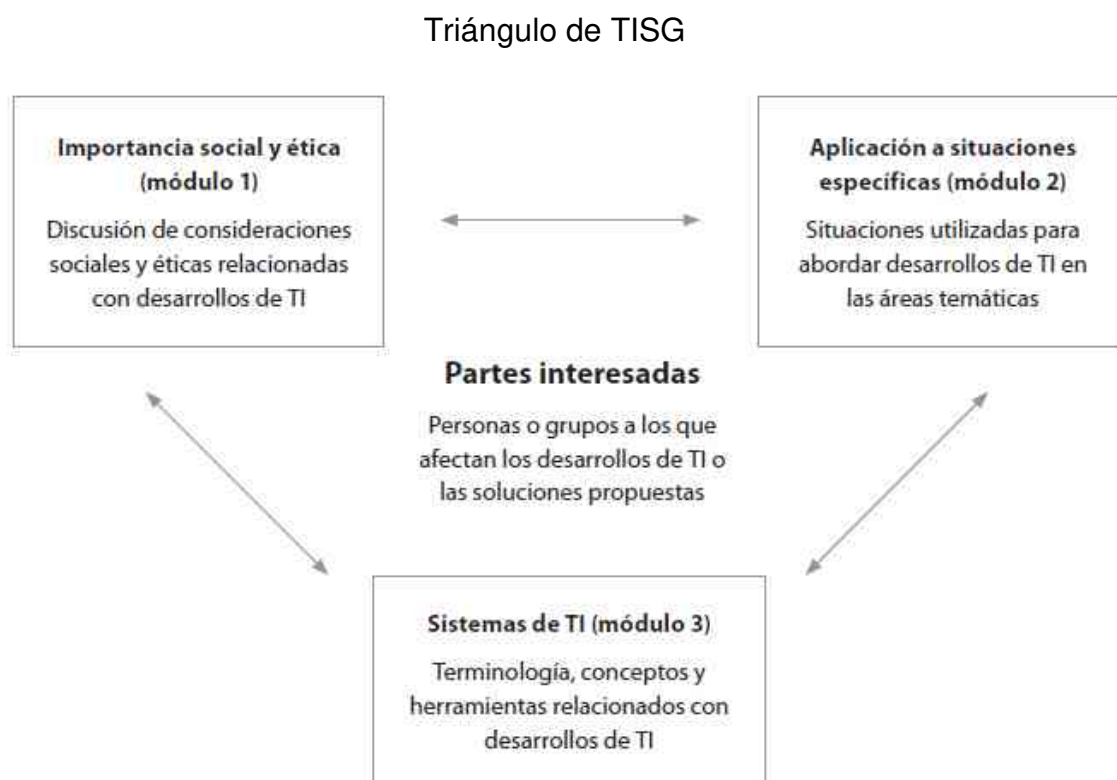 Triángulo de TISG
Importancia social y ética
(módulo 1)
Discusión de consideraciones
sociales y éticas relacionadas
con desarrollos de TI
Aplicación a situaciones
específicas (módulo 2)
Situaciones utilizadas para
abordar desarrollos de TI en
las áreas temáticas
Partes interesadas
Personas o grupos a los que
afectan los desarrollos de TI o
las soluciones propuestas
Sistemas de TI (módulo 3)
Terminología, conceptos y
herramientas relacionados con
desarrollos de TI